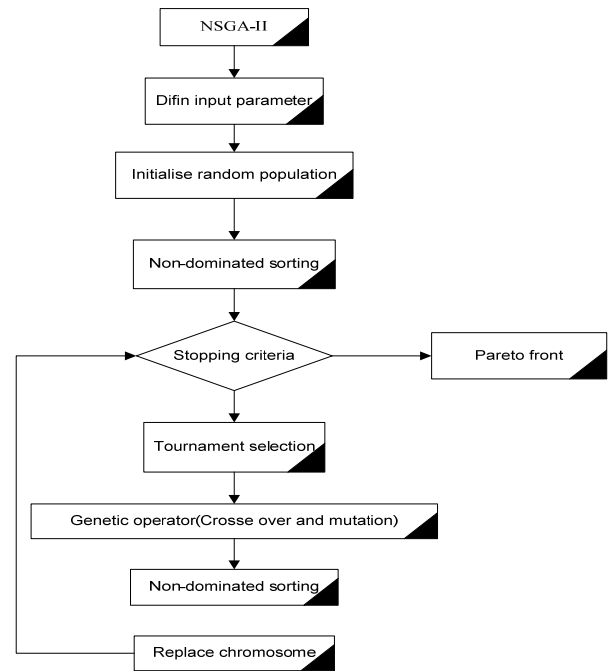 NSGA-II
Difin input parameter
Initialise random population
Non-dominated sorting
Stopping criteria
Pareto front
Tournament selection
Genetic operator(Crosse over and mutation)
Non-dominated sorting
Replace chromosome